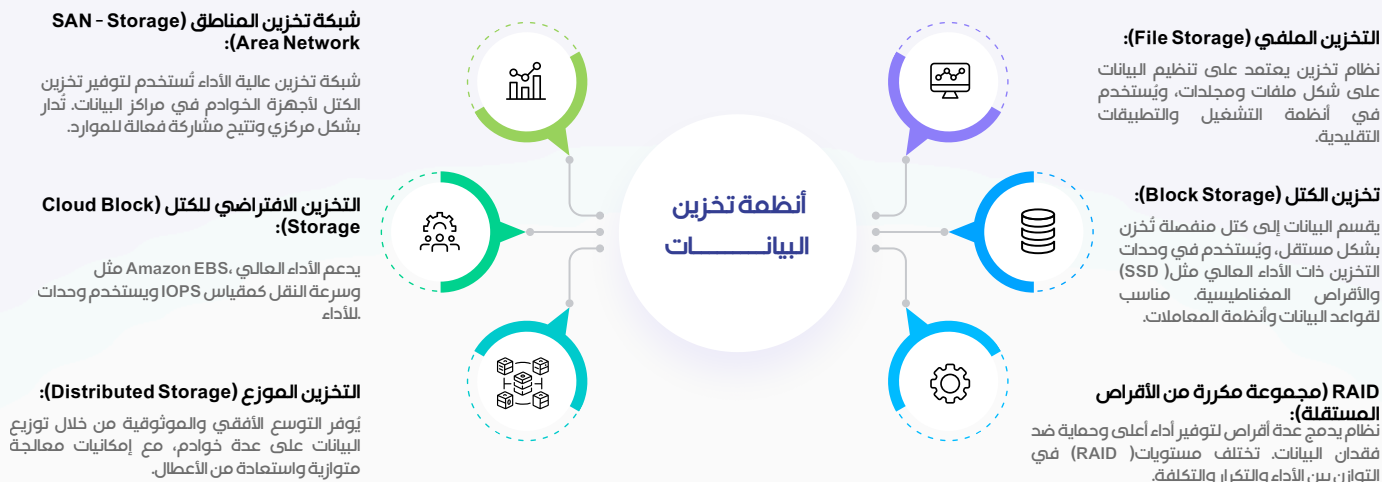 أنظمة تخزين
البيانـــــــــات
التخزين الملفي (File Storage):
نظام تخزين يعتمد على تنظيم البيانات
على شكل ملفات ومجلدات، ويُستخدم
في أنظمة التشغيل والتطبيقات
التقليدية.
تخزين الكتل (Block Storage):
يقسم البيانات إلى كتل منفصلة تُخزن
بشكل مستقل، ويُستخدم في وحدات
التخزين ذات الأداء العالي مثل( SSD)
والأقراص المغناطيسية. مناسب
لقواعد البيانات وأنظمة المعاملات.
RAID (مجموعة مكررة من الأقراص
المستقلة):
نظام يدمج عدة أقراص لتوفير أداء أعلى وحماية ضد
فقدان البيانات. تختلف مستويات( RAID) في
التوازن بين الأداء والتكرار والتكلفة.
شبكة تخزين المناطق (SAN - Storage
Area Network):
شبكة تخزين عالية الأداء تُستخدم لتوفير تخزين
الكتل لأجهزة الخوادم في مراكز البيانات. تُدار
بشكل مركزي وتتيح مشاركة فعالة للموارد.
التخزين الافتراضي للكتل (Cloud Block
Storage):
يدعم الأداء العالي ،Amazon EBS مثل
وسرعة النقل كمقياس IOPS ويستخدم وحدات
.للأداء
التخزين الموزع (Distributed Storage):
يُوفر التوسع الأفقي والموثوقية من خلال توزيع
البيانات على عدة خوادم، مع إمكانيات معالجة
متوازية واستعادة من الأعطال.